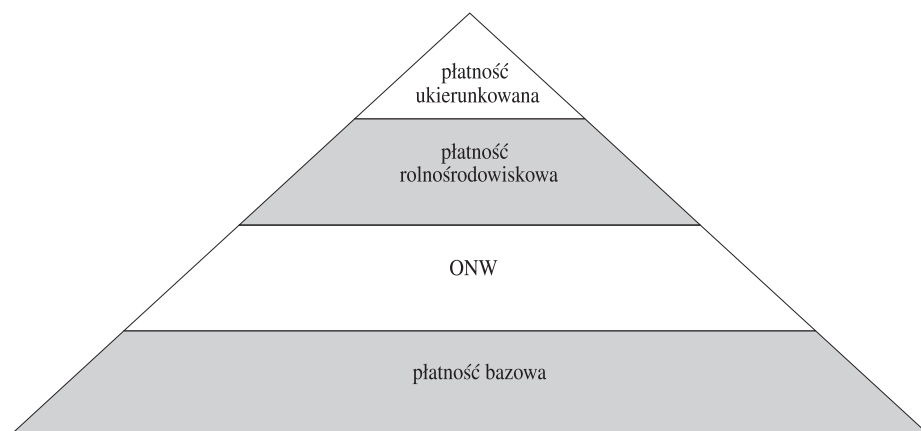 płatność
ukierunkowana
płatność
rolnośrodowiskowa
ONW
płatność bazowa